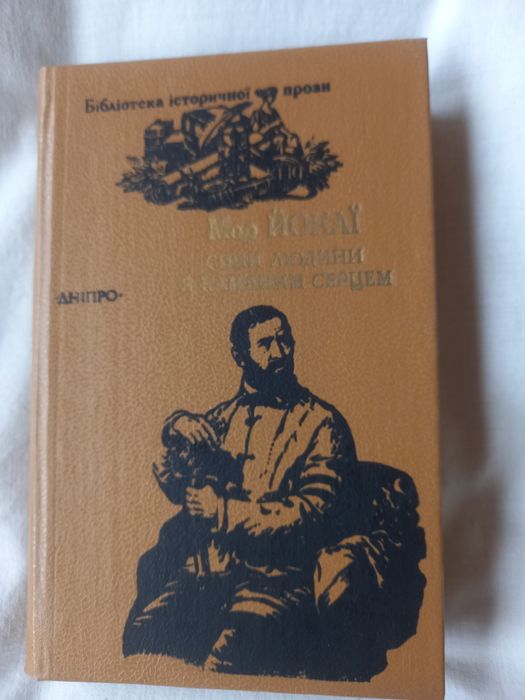 Бібліотека історичної прози
Мор ЙОКАЇ
СИНИ ЛЮДИНИ
З КАМ'ЯНИМ СЕРЦЕМ
«ДНІПРО»